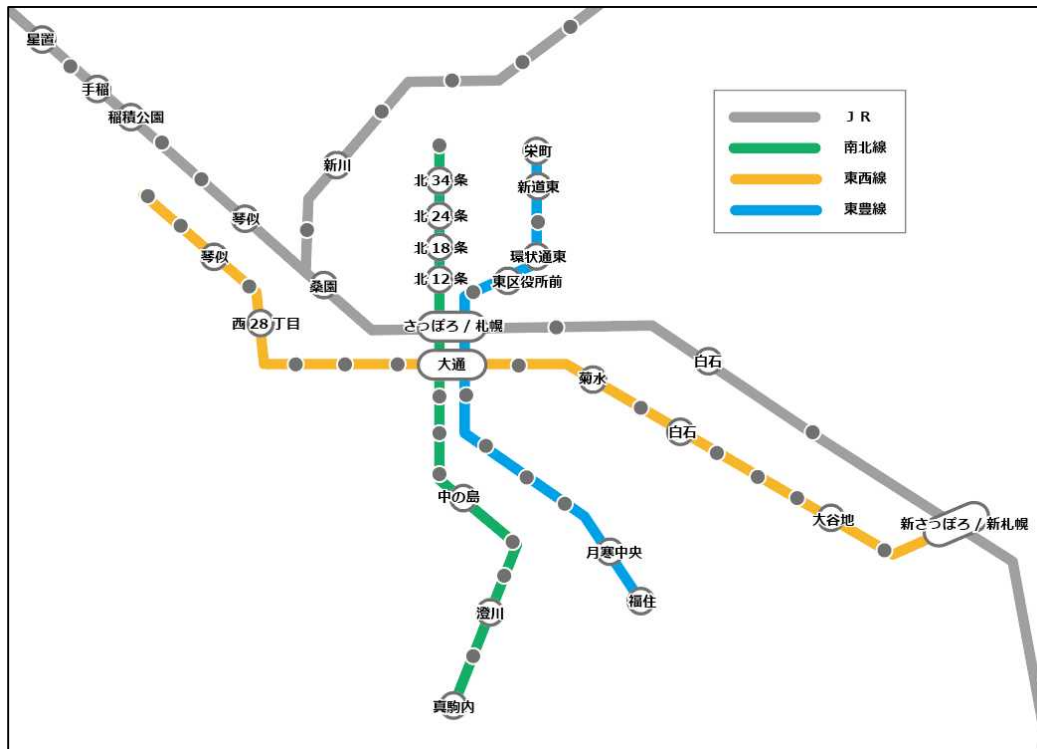 星置
手稲
稲積公園
新川
琴似
桑園
琴似
西28丁目
北34条
北24条
北18条
北12条
栄町
新道東
環状通東
東区役所前
さっぽろ / 札幌
大通
菊水
白石
白石
大谷地
新さっぽろ / 新札幌
中の島
澄川
真駒内
月寒中央
福住
JR
南北線
東西線
東豊線